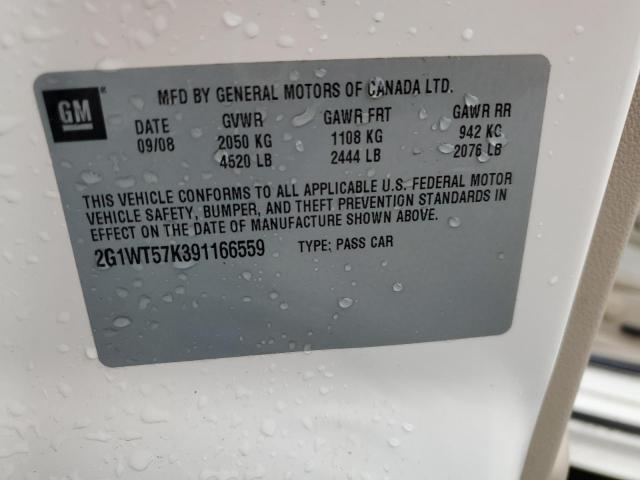 GM
MFD BY GENERAL MOTORS OF CANADA LTD.
DATE GVWR GAWR FRT GAWR RR
09/08 2050 KG 1108 KG 942 KG
4520 LB 2444 LB 2076 LB
THIS VEHICLE CONFORMS TO ALL APPLICABLE U.S. FEDERAL MOTOR
VEHICLE SAFETY, BUMPER, AND THEFT PREVENTION STANDARDS IN
EFFECT ON THE DATE OF MANUFACTURE SHOWN ABOVE.
2G1WT57K391166559 TYPE: PASS CAR